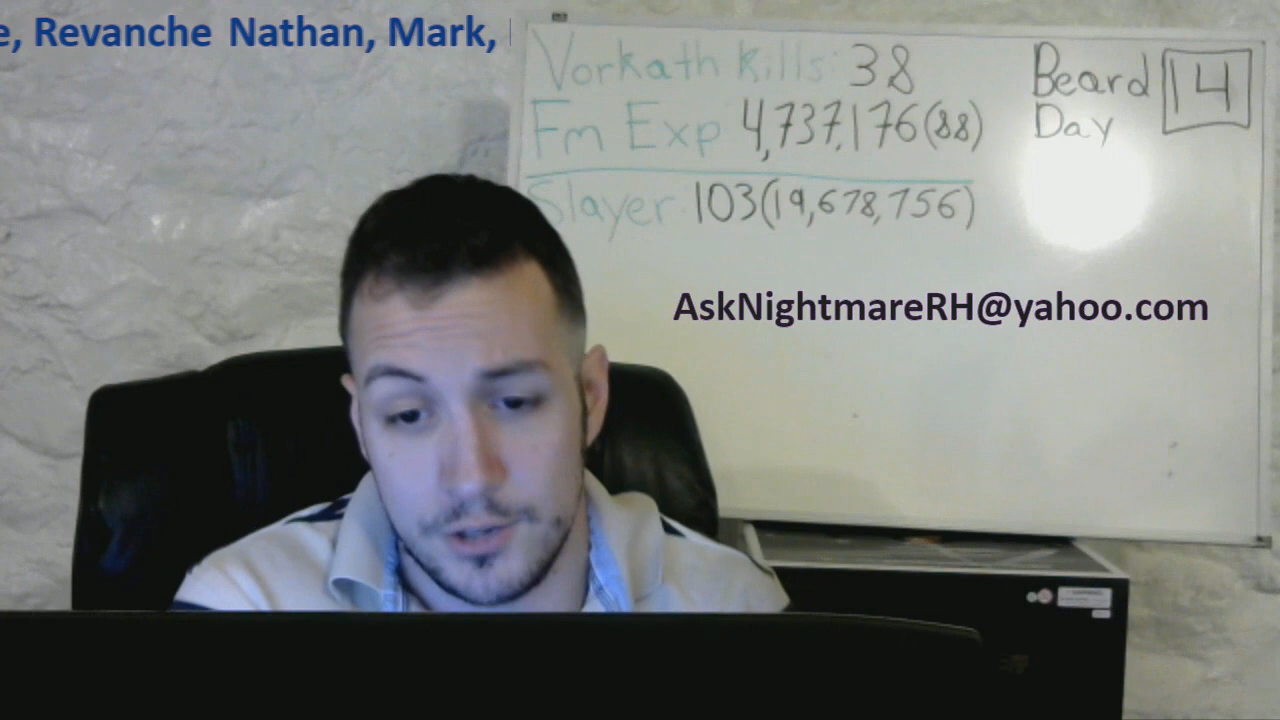 e, Revanche Nathan, Mark,
Vorkath Kills: 38
Fm Exp 4,737,176(88)
Slayer 103(19,678,756)
Beard
Day
14
AskNightmareRH@yahoo.com